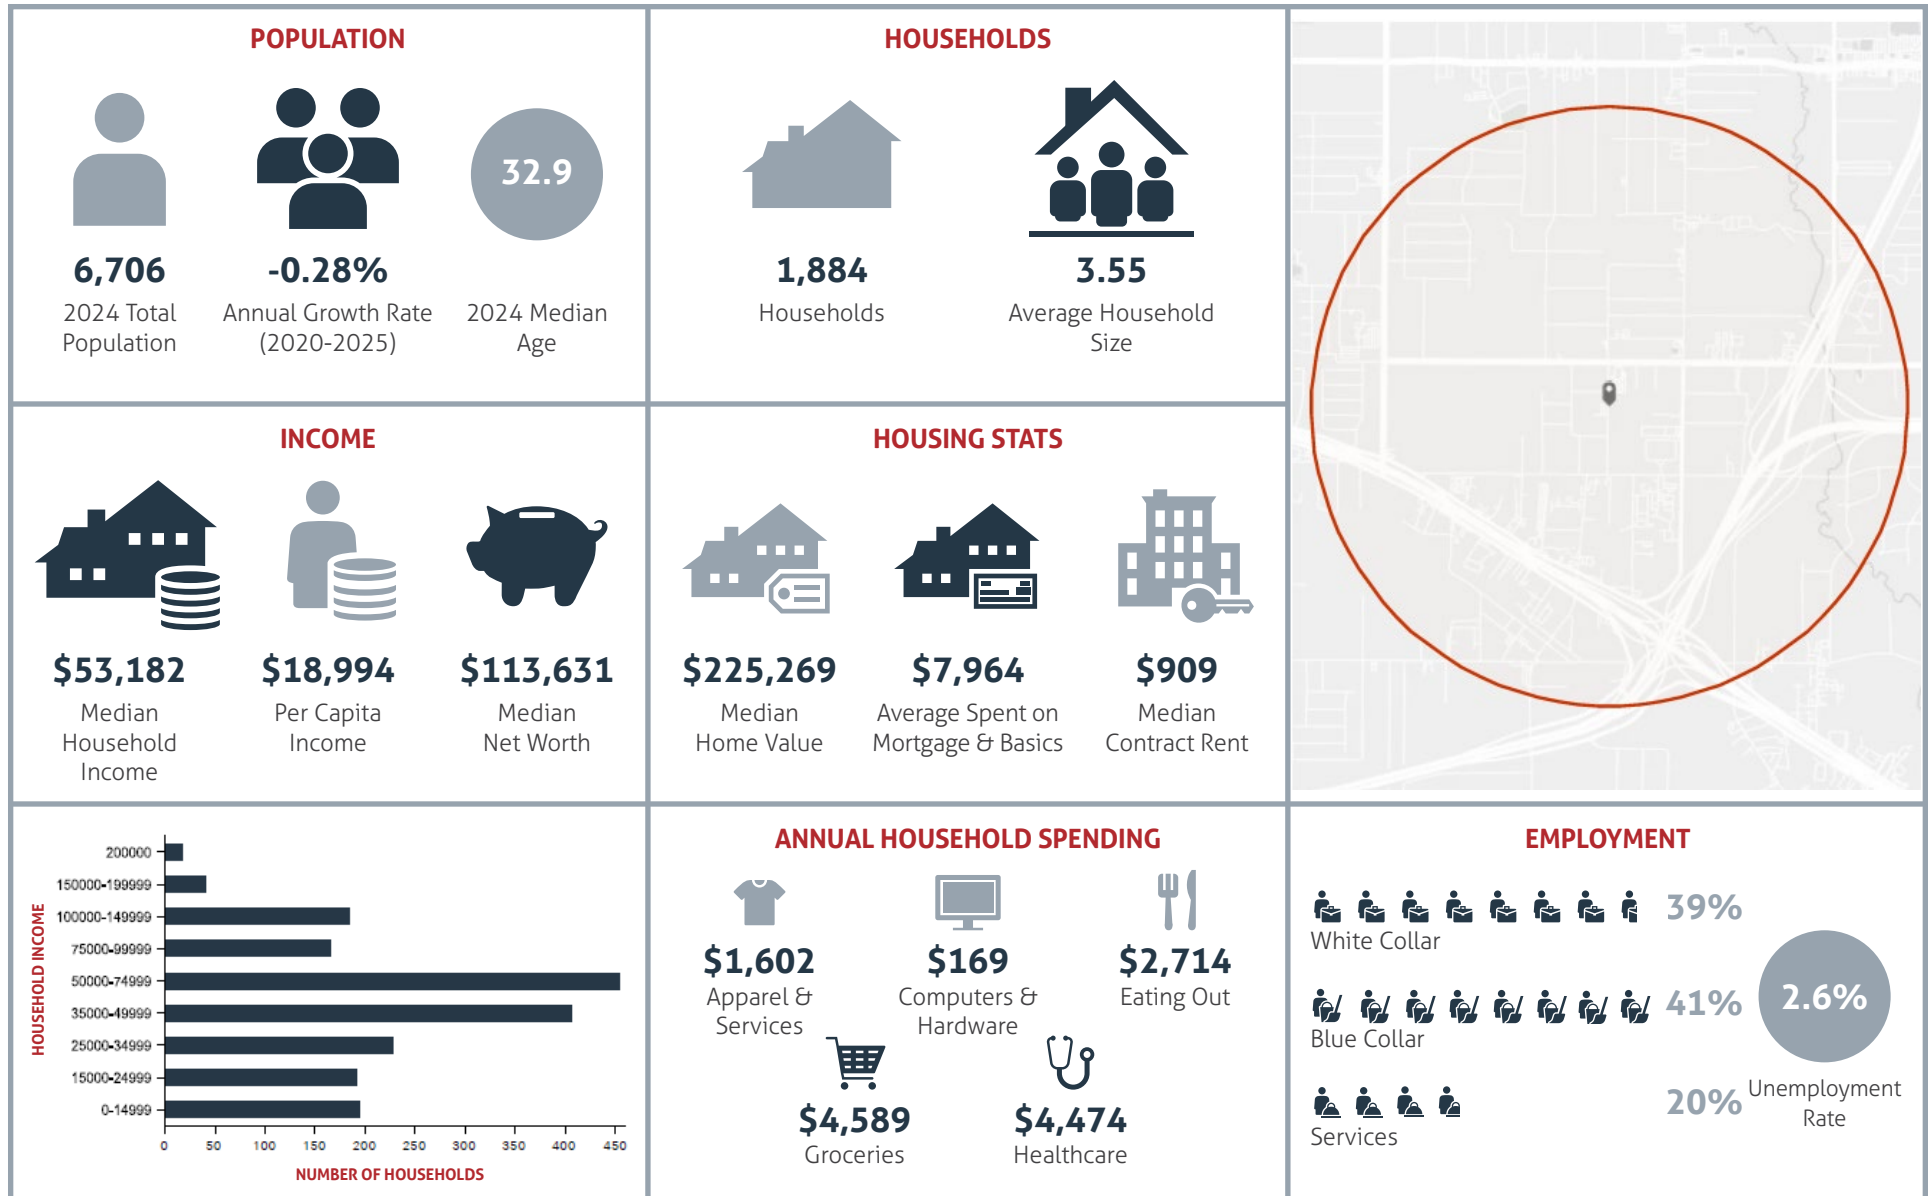 POPULATION
32.9
6,706
2024 Total
Population
-0.28%
Annual Growth Rate
(2020-2025)
2024 Median
Age
HOUSEHOLDS
1,884
Households
3.55
Average Household
Size
INCOME
$53,182
Median
Household
Income
$18,994
Per Capita
Income
$113,631
Median
Net Worth
HOUSING STATS
$225,269
Median
Home Value
$7,964
Average Spent on
Mortgage & Basics
$909
Median
Contract Rent
HOUSEHOLD INCOME
200000
150000-199999
100000-149999
75000-99999
50000-74999
35000-49999
25000-34999
15000-24999
0-14999
0 50 100 150 200 250 300 350 400 450
NUMBER OF HOUSEHOLDS
ANNUAL HOUSEHOLD SPENDING
$1,602
Apparel &
Services
$169
Computers &
Hardware
$2,714
Eating Out
$4,589
Groceries
$4,474
Healthcare
EMPLOYMENT
39%
White Collar
41%
Blue Collar
20%
Services
2.6%
Unemployment
Rate